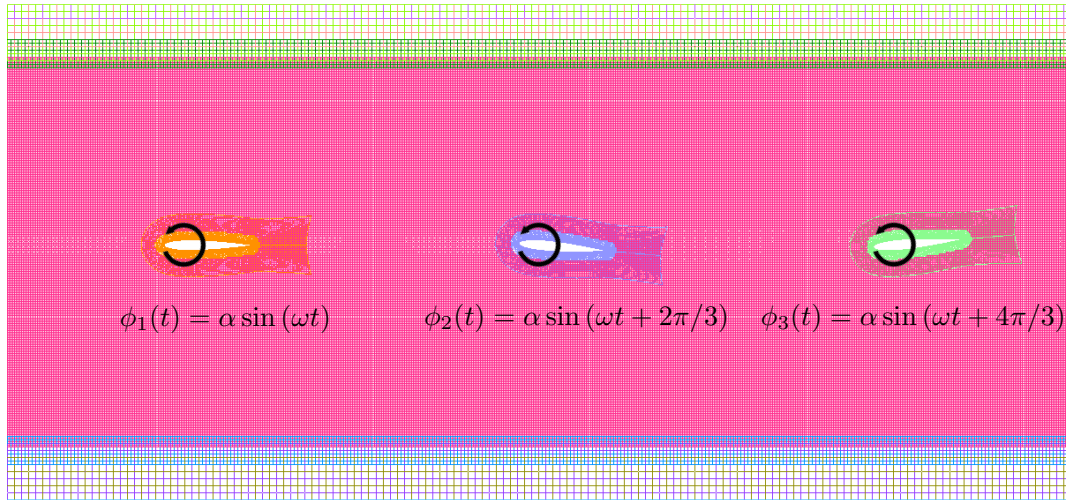 ϕ₁(t) = α sin (ωt)
ϕ₂(t) = α sin (ωt + 2π/3)
ϕ₃(t) = α sin (ωt + 4π/3)